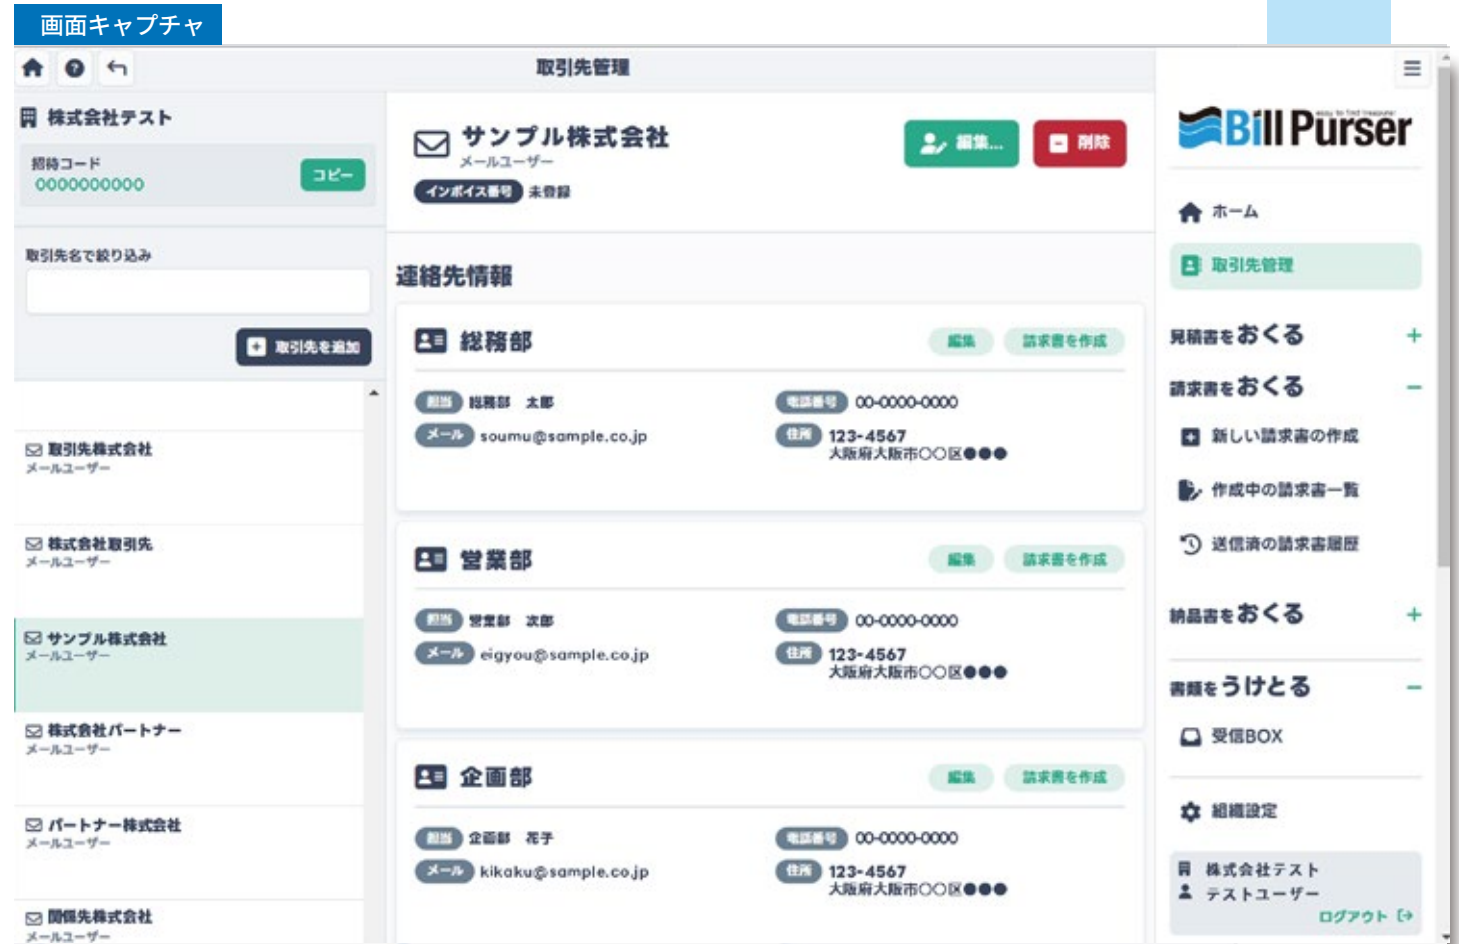 画面キャプチャ
取引先管理
株式会社テスト
招待コード
0000000000
コピー
取引先名で絞り込み
取引先を追加
取引先株式会社
メールユーザー
株式会社取引先
メールユーザー
サンプル株式会社
メールユーザー
株式会社パートナー
メールユーザー
パートナー株式会社
メールユーザー
関係先株式会社
メールユーザー
サンプル株式会社
メールユーザー
編集...
削除
インボイス番号 未登録
連絡先情報
総務部
編集
請求書を作成
担当 総務部 太郎
電話番号 00-0000-0000
メール soumu@sample.co.jp
住所 123-4567
大阪府大阪市〇〇区●●●
営業部
編集
請求書を作成
担当 営業部 次郎
電話番号 00-0000-0000
メール eigyou@sample.co.jp
住所 123-4567
大阪府大阪市〇〇区●●●
企画部
編集
請求書を作成
担当 企画部 花子
電話番号 00-0000-0000
メール kikaku@sample.co.jp
住所 123-4567
大阪府大阪市〇〇区●●●
easy to find treasure
Bill Purser
ホーム
取引先管理
見積書をおくる +
請求書をおくる −
新しい請求書の作成
作成中の請求書一覧
送信済の請求書履歴
納品書をおくる +
書類をうけとる −
受信BOX
組織設定
株式会社テスト
テストユーザー
ログアウト